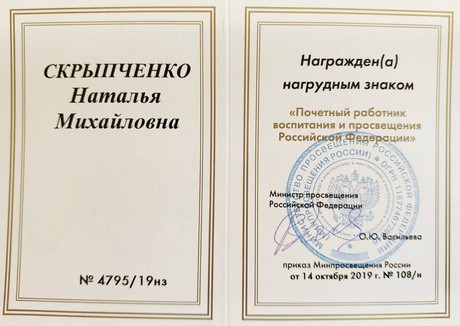 СКРЫПЧЕНКО
Наталья
Михайловна
№ 4795/19нз
Награжден(а)
нагрудным знаком
«Почетный работник
воспитания и просвещения
Российской Федерации»
Министр просвещения
Российской Федерации
О.Ю. Васильева
приказ Минпросвещения России
от 14 октября 2019 г. № 108/н